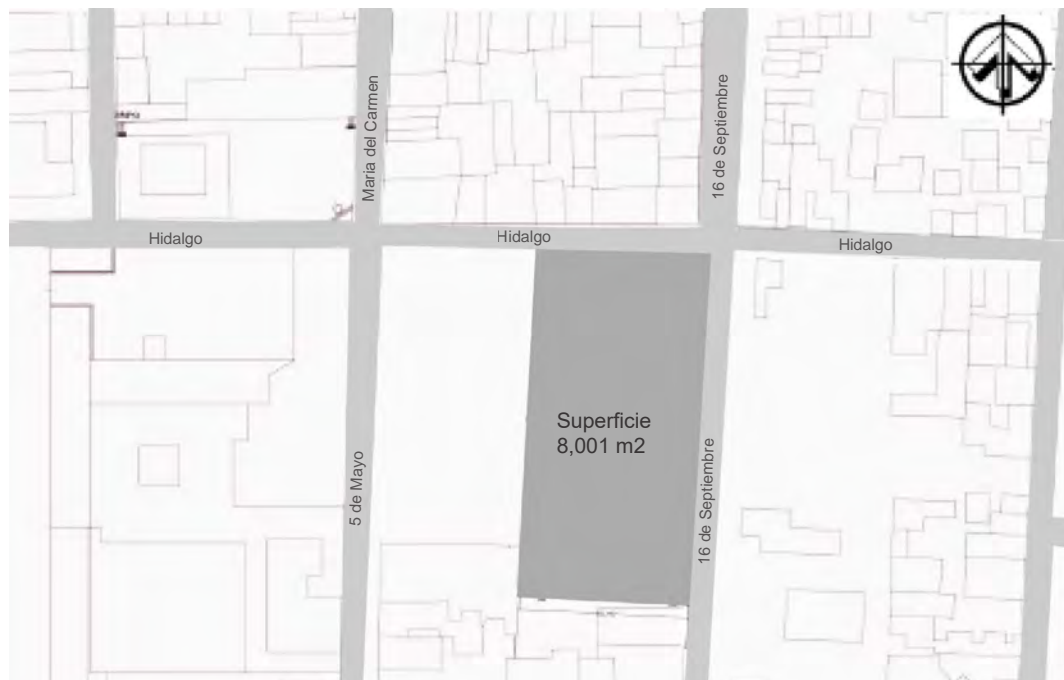 Maria del Carmen
16 de Septiembre
Hidalgo
Hidalgo
Hidalgo
Superficie
8,001 m2
5 de Mayo
16 de Septiembre